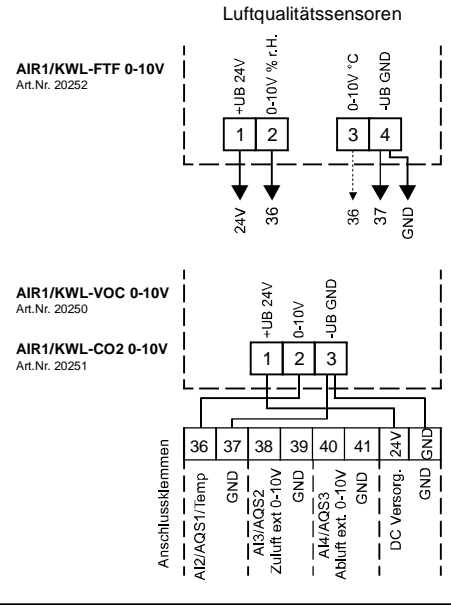 Luftqualitätssensoren
AIR1/KWL-FTF 0-10V
Art.Nr. 20252
+UB 24V
0-10V % r.H.
0-10V °C
-UB GND
1 2 3 4
24V
36
36
37
GND
AIR1/KWL-VOC 0-10V
Art.Nr. 20250
AIR1/KWL-CO2 0-10V
Art.Nr. 20251
+UB 24V
0-10V
-UB GND
1 2 3
36 37 38 39 40 41 24V GND
Anschlussklemmen
AI2/AQS1/Temp
GND
AI3/AQS2
Zuluft ext 0-10V
GND
AI4/AQS3
Abluft ext. 0-10V
GND
DC Versorg.
GND